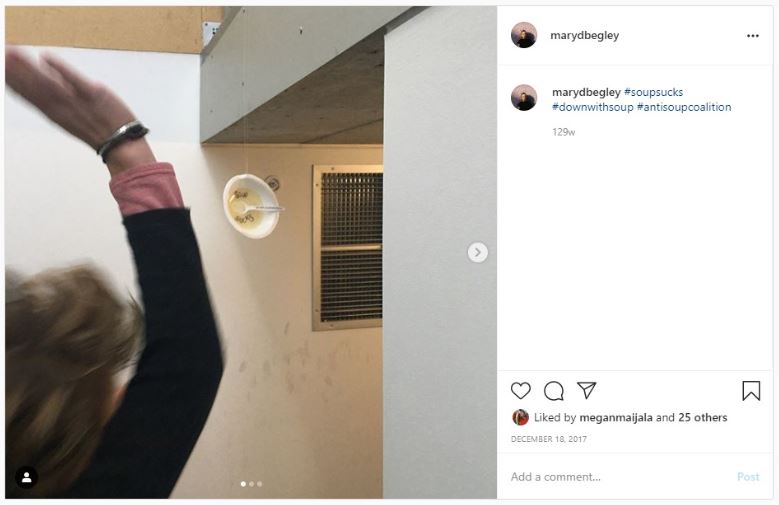 marydbegley
marydbegley #soupsucks
#downwithsoup #antisoupcoalition
129w
Liked by meganmaijala and 25 others
DECEMBER 18, 2017
Add a comment... Post